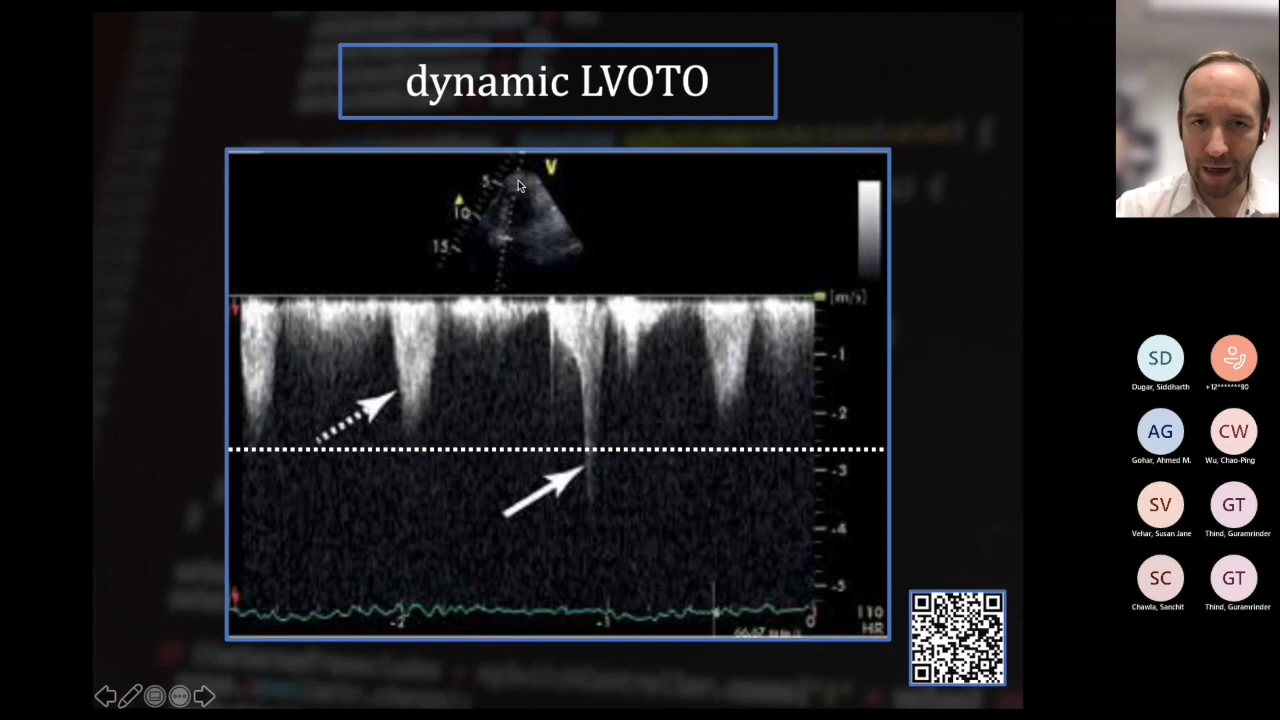 dynamic LVOTO
V
5
10
15
[m/s]
-1
-2
-3
-4
-5
-2
-1
0
110
HR
SD
Dugar, Siddharth
+12*******90
AG
Gohar, Ahmed M.
CW
Wu, Chao-Ping
SV
Vehar, Susan Jane
GT
Thind, Guramrinder
SC
Chawla, Sanchit
GT
Thind, Guramrinder